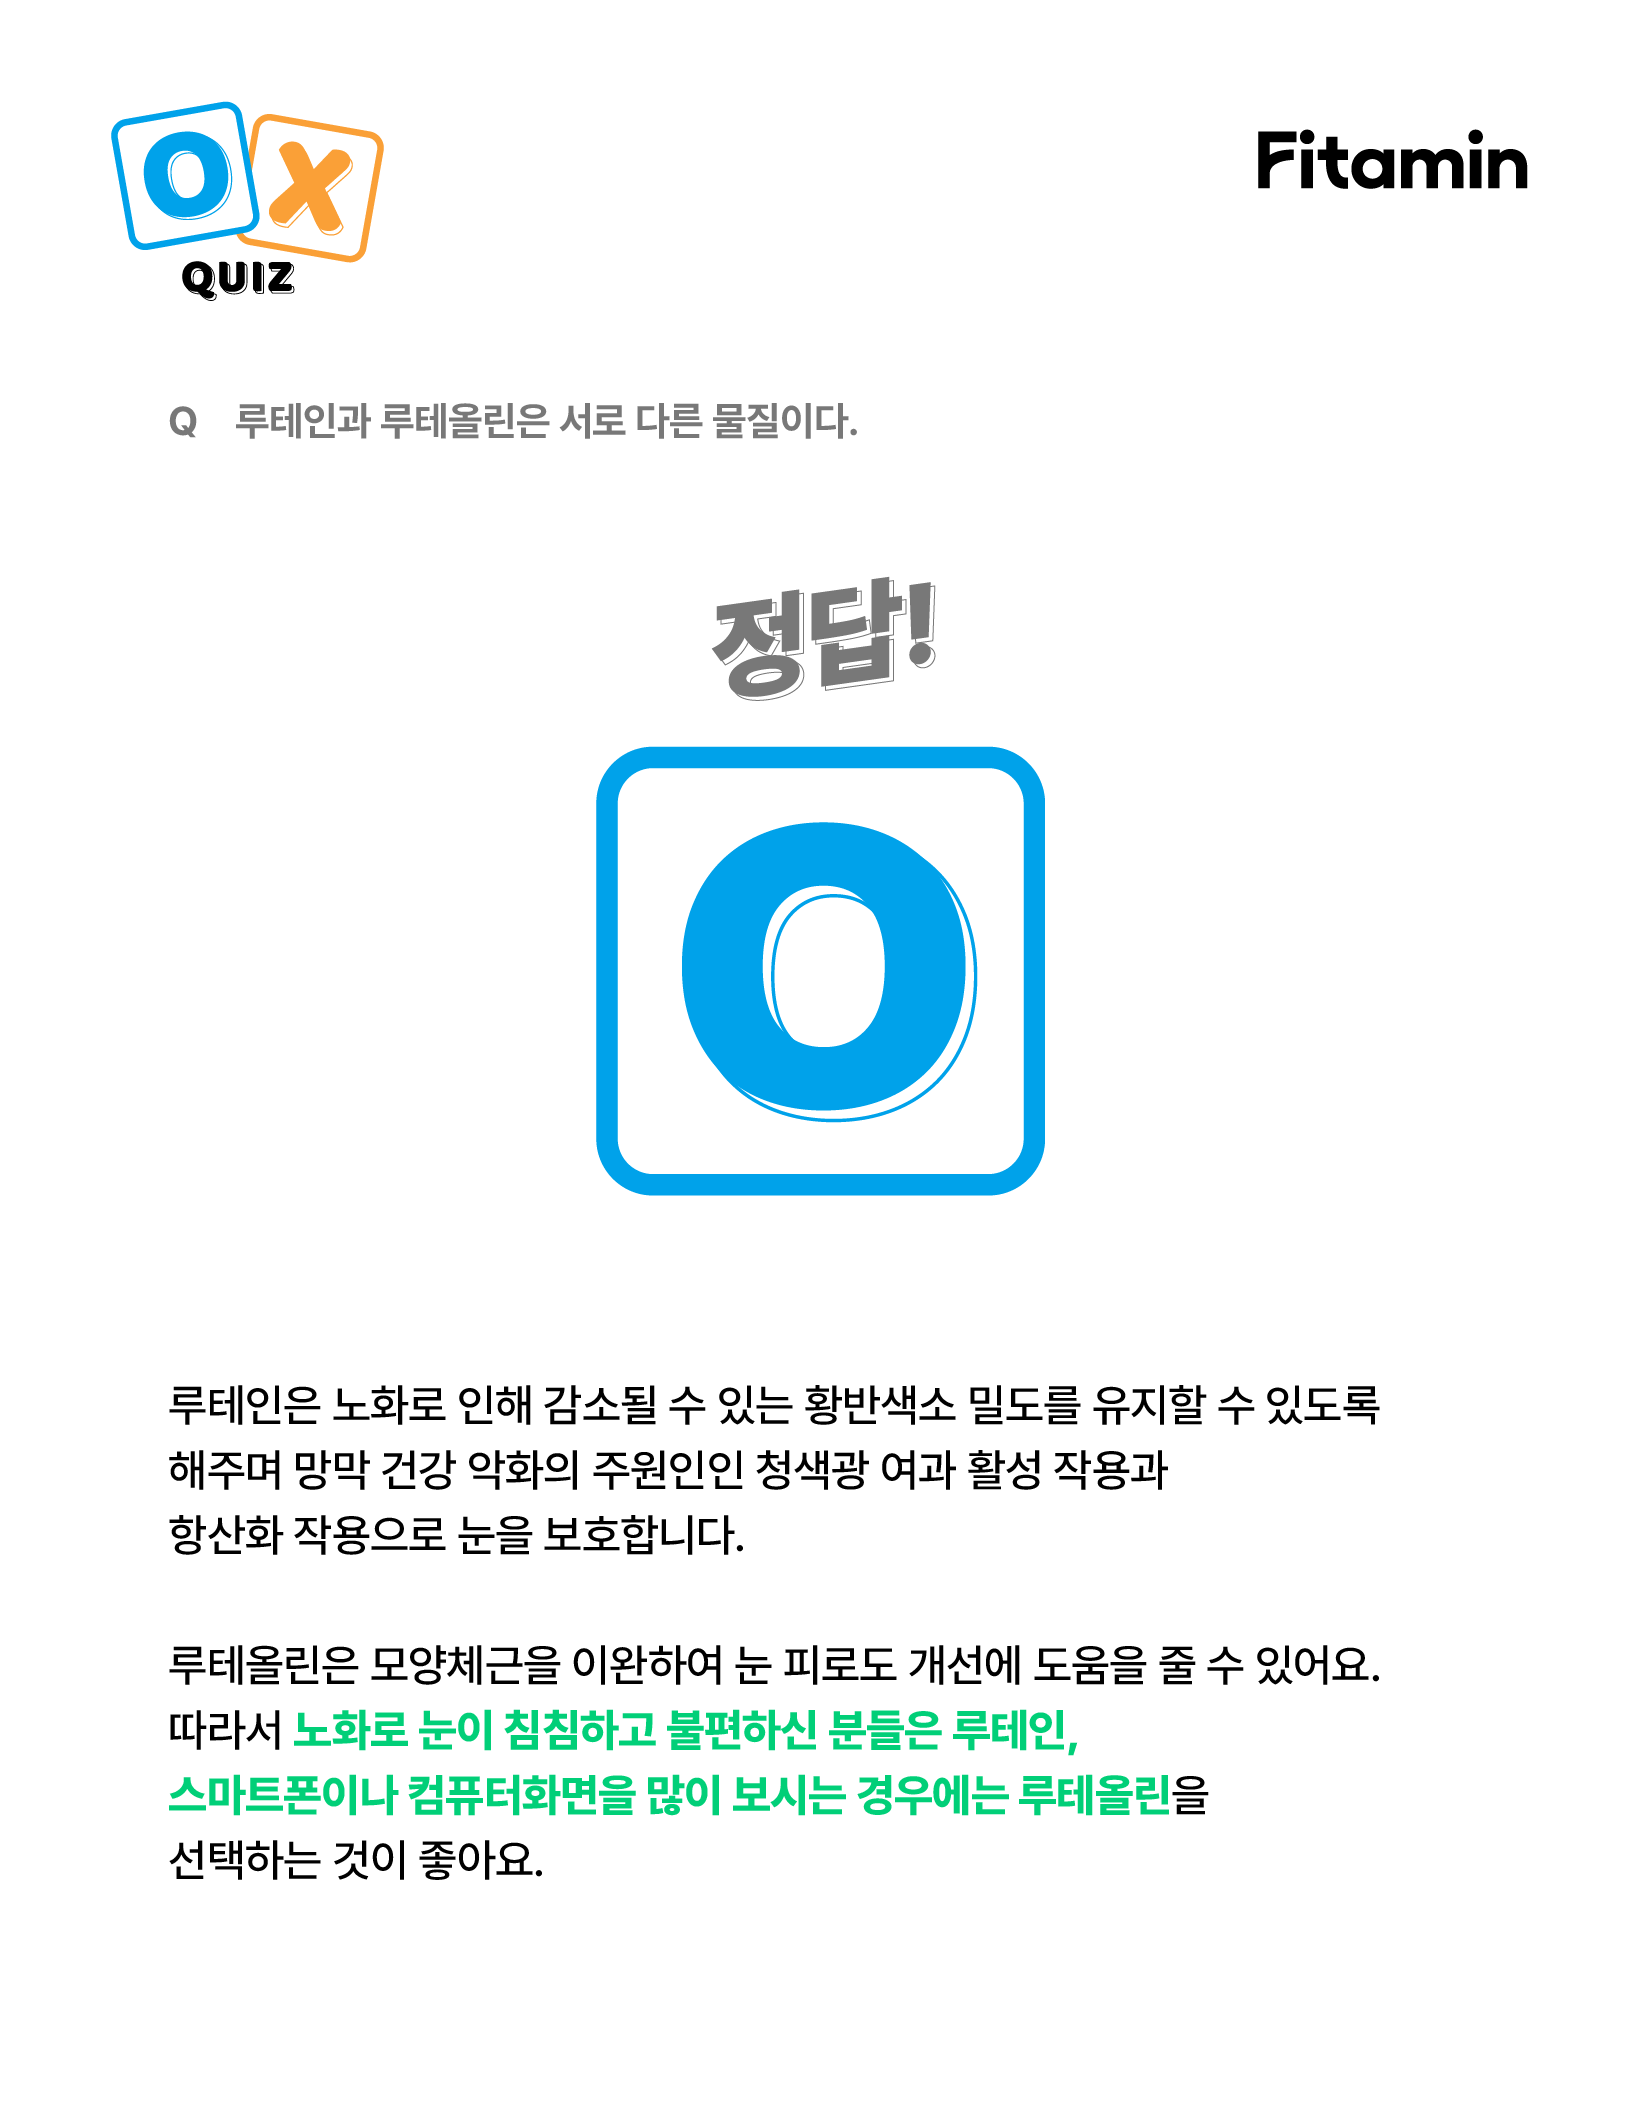 O X
QUIZ
Fitamin
Q 루테인과 루테올린은 서로 다른 물질이다.
정답!
O
루테인은 노화로 인해 감소될 수 있는 황반색소 밀도를 유지할 수 있도록
해주며 망막 건강 악화의 주원인인 청색광 여과 활성 작용과
항산화 작용으로 눈을 보호합니다.
루테올린은 모양체근을 이완하여 눈 피로도 개선에 도움을 줄 수 있어요.
따라서 노화로 눈이 침침하고 불편하신 분들은 루테인,
스마트폰이나 컴퓨터화면을 많이 보시는 경우에는 루테올린을
선택하는 것이 좋아요.